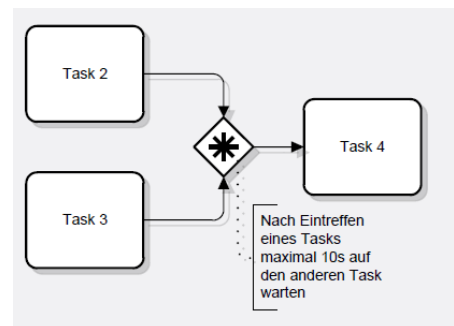 Task 2
Task 4
Task 3
Nach Eintreffen
eines Tasks
maximal 10s auf
den anderen Task
warten